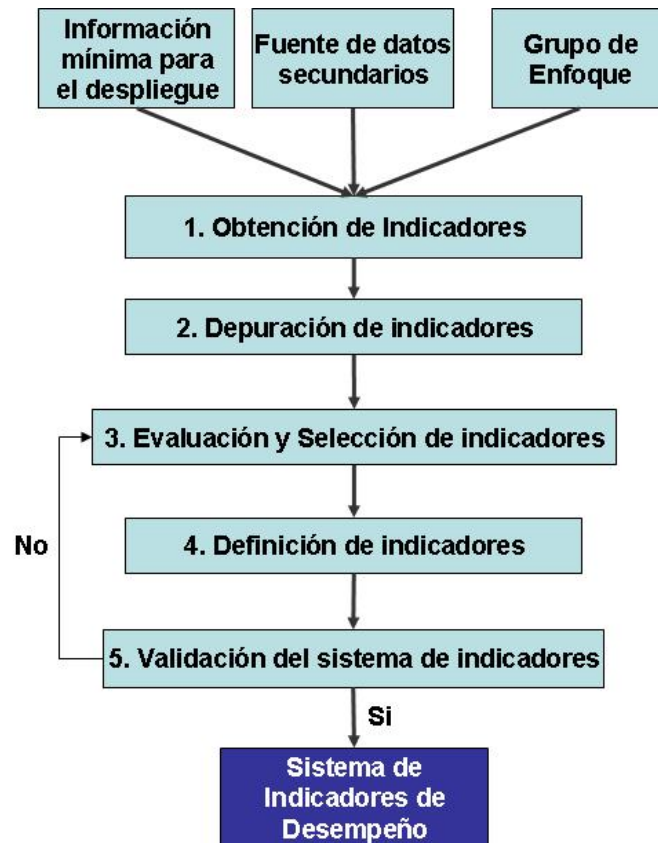 Información
mínima para
el despliegue
Fuente de datos
secundarios
Grupo de
Enfoque
1. Obtención de Indicadores
2. Depuración de indicadores
3. Evaluación y Selección de indicadores
No
4. Definición de indicadores
5. Validación del sistema de indicadores
Si
Sistema de
Indicadores de
Desempeño